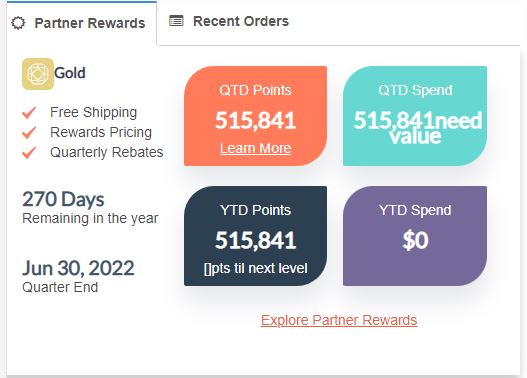 Partner Rewards
Recent Orders
Gold
Free Shipping
Rewards Pricing
Quarterly Rebates
270 Days
Remaining in the year
Jun 30, 2022
Quarter End
QTD Points
515,841
Learn More
QTD Spend
515,841need
value
YTD Points
515,841
[]pts til next level
YTD Spend
$0
Explore Partner Rewards